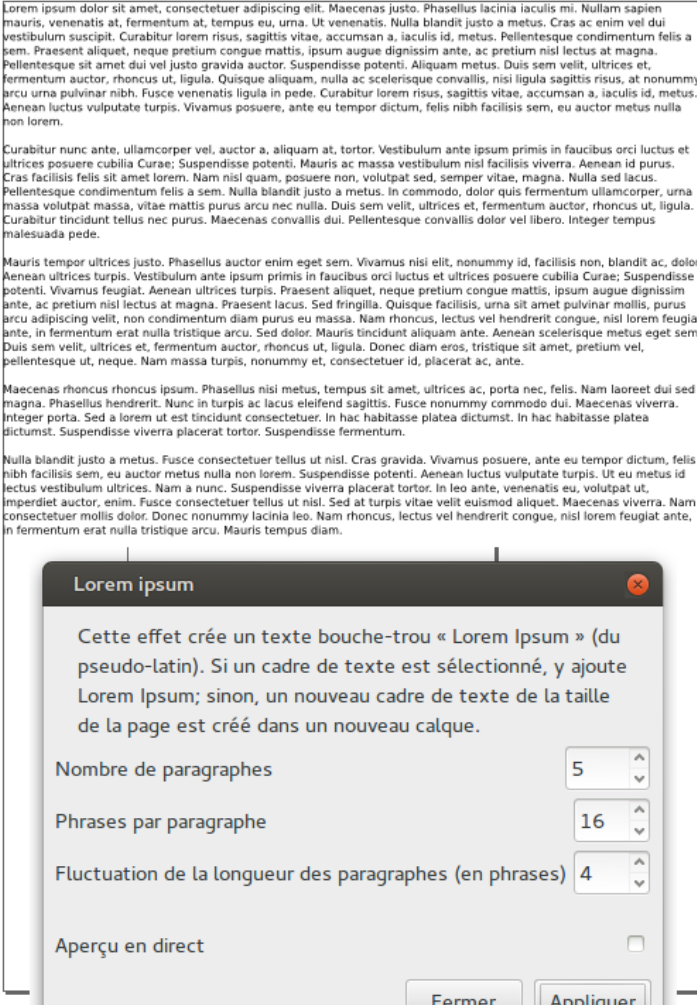 Lorem ipsum dolor sit amet, consectetuer adipiscing elit. Maecenas justo. Phasellus lacinia iaculis mi. Nullam sapien
mauris, venenatis at, fermentum at, tempus eu, urna. Ut venenatis. Nulla blandit justo a metus. Cras ac enim vel dui
vestibulum suscipit. Curabitur lorem risus, sagittis vitae, accumsan a, iaculis id, metus. Pellentesque condimentum felis a
sem. Praesent aliquet, neque pretium congue mattis, ipsum augue dignissim ante, ac pretium nisl lectus at magna.
Pellentesque sit amet dui vel justo gravida auctor. Suspendisse potenti. Aliquam metus. Duis sem velit, ultrices et,
fermentum auctor, rhoncus ut, ligula. Quisque aliquam, nulla ac scelerisque convallis, nisi ligula sagittis risus, at nonummy
arcu urna pulvinar nibh. Fusce venenatis ligula in pede. Curabitur lorem risus, sagittis vitae, accumsan a, iaculis id, metus.
Aenean luctus vulputate turpis. Vivamus posuere, ante eu tempor dictum, felis nibh facilisis sem, eu auctor metus nulla
non lorem.
Curabitur nunc ante, ullamcorper vel, auctor a, aliquam at, tortor. Vestibulum ante ipsum primis in faucibus orci luctus et
ultrices posuere cubilia Curae; Suspendisse potenti. Mauris ac massa vestibulum nisl facilisis viverra. Aenean id purus.
Cras facilisis felis sit amet lorem. Nam nisl quam, posuere non, volutpat sed, semper vitae, magna. Nulla sed lacus.
Pellentesque condimentum felis a sem. Nulla blandit justo a metus. In commodo, dolor quis fermentum ullamcorper, urna
massa volutpat massa, vitae mattis purus arcu nec nulla. Duis sem velit, ultrices et, fermentum auctor, rhoncus ut, ligula.
Curabitur tincidunt tellus nec purus. Maecenas convallis dui. Pellentesque convallis dolor vel libero. Integer tempus
malesuada pede.
Mauris tempor ultrices justo. Phasellus auctor enim eget sem. Vivamus nisi elit, nonummy id, facilisis non, blandit ac, dolor
Aenean ultrices turpis. Vestibulum ante ipsum primis in faucibus orci luctus et ultrices posuere cubilia Curae; Suspendisse
potenti. Vivamus feugiat. Aenean ultrices turpis. Praesent aliquet, neque pretium congue mattis, ipsum augue dignissim
ante, ac pretium nisl lectus at magna. Praesent lacus. Sed fringilla. Quisque facilisis, urna sit amet pulvinar mollis, purus
arcu adipiscing velit, non condimentum diam purus eu massa. Nam rhoncus, lectus vel hendrerit congue, nisl lorem feugia
ante, in fermentum erat nulla tristique arcu. Sed dolor. Mauris tincidunt aliquam ante. Aenean scelerisque metus eget sem
Duis sem velit, ultrices et, fermentum auctor, rhoncus ut, ligula. Donec diam eros, tristique sit amet, pretium vel,
pellentesque ut, neque. Nam massa turpis, nonummy et, consectetuer id, placerat ac, ante.
Maecenas rhoncus rhoncus ipsum. Phasellus nisi metus, tempus sit amet, ultrices ac, porta nec, felis. Nam laoreet dui sed
magna. Phasellus hendrerit. Nunc in turpis ac lacus eleifend sagittis. Fusce nonummy commodo dui. Maecenas viverra.
Integer porta. Sed a lorem ut est tincidunt consectetuer. In hac habitasse platea dictumst. In hac habitasse platea
dictumst. Suspendisse viverra placerat tortor. Suspendisse fermentum.
Nulla blandit justo a metus. Fusce consectetuer tellus ut nisl. Cras gravida. Vivamus posuere, ante eu tempor dictum, felis
nibh facilisis sem, eu auctor metus nulla non lorem. Suspendisse potenti. Aenean luctus vulputate turpis. Ut eu metus id
lectus vestibulum ultrices. Nam a nunc. Suspendisse viverra placerat tortor. In leo ante, venenatis eu, volutpat ut,
imperdiet auctor, enim. Fusce consectetuer tellus ut nisl. Sed at turpis vitae velit euismod aliquet. Maecenas viverra. Nam
consectetuer mollis dolor. Donec nonummy lacinia leo. Nam rhoncus, lectus vel hendrerit congue, nisl lorem feugiat ante,
in fermentum erat nulla tristique arcu. Mauris tempus diam.
Lorem ipsum
Cette effet crée un texte bouche-trou « Lorem Ipsum » (du
pseudo-latin). Si un cadre de texte est sélectionné, y ajoute
Lorem Ipsum; sinon, un nouveau cadre de texte de la taille
de la page est créé dans un nouveau calque.
Nombre de paragraphes 5
Phrases par paragraphe 16
Fluctuation de la longueur des paragraphes (en phrases) 4
Aperçu en direct
Fermer Appliquer